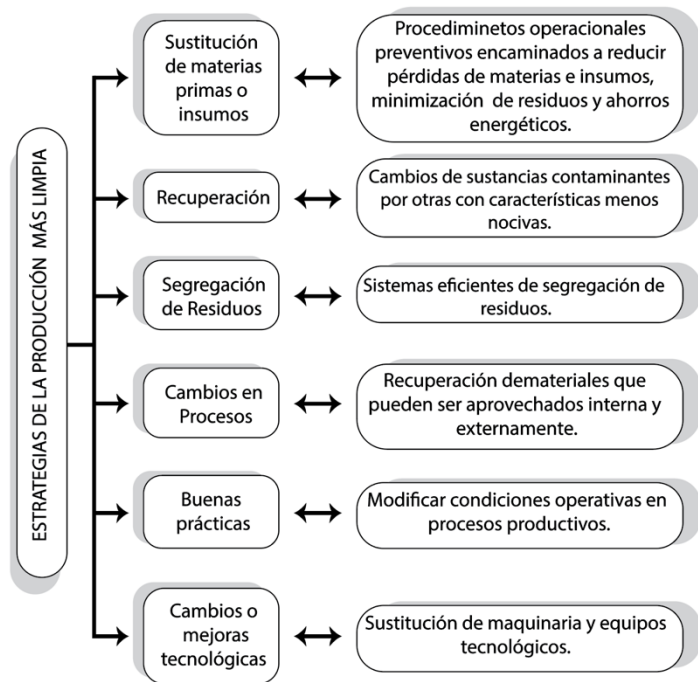 ESTRATEGIAS DE LA PRODUCCIÓN MÁS LIMPIA
Sustitución
de materias
primas o
insumos
Procediminetos operacionales
preventivos encaminados a reducir
pérdidas de materias e insumos,
minimización de residuos y ahorros
energéticos.
Recuperación
Cambios de sustancias contaminantes
por otras con características menos
nocivas.
Segregación
de Residuos
Sistemas eficientes de segregación de
residuos.
Cambios en
Procesos
Recuperación demateriales que
pueden ser aprovechados interna y
externamente.
Buenas
prácticas
Modificar condiciones operativas en
procesos productivos.
Cambios o
mejoras
tecnológicas
Sustitución de maquinaria y equipos
tecnológicos.